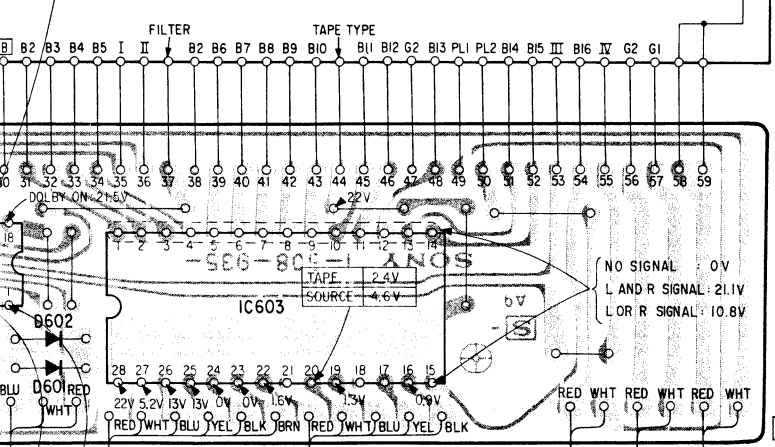 FILTER TAPE TYPE
B B2 B3 B4 B5 I II B2 B6 B7 B8 B9 B10 B11 B12 G2 B13 PL1 PL2 B14 B15 III B16 IV G2 G1
31 32 33 34 35 36 37 38 39 40 41 42 43 44 45 46 47 48 49 50 51 52 53 54 55 56 57 58 59
DOLBY ON: 21.5V 22V
18 1 2 3 4 5 6 7 8 9 10 11 12 13 14
SONY 1-508-935-
NO SIGNAL : 0V
TAPE 2.4V
L AND R SIGNAL : 21.1V
SOURCE 4.6V
A9
1 IC603
L OR R SIGNAL : 10.8V
D602 S
28 27 26 25 24 23 22 21 20 19 18 17 16 15
D601
BLU RED
22V 5.2V 13V 13V 0V 0V 1.6V 1.3V 0.9V
RED WHT RED WHT RED WHT
WHT
RED WHT BLU YEL BLK BRN RED WHT BLU YEL BLK